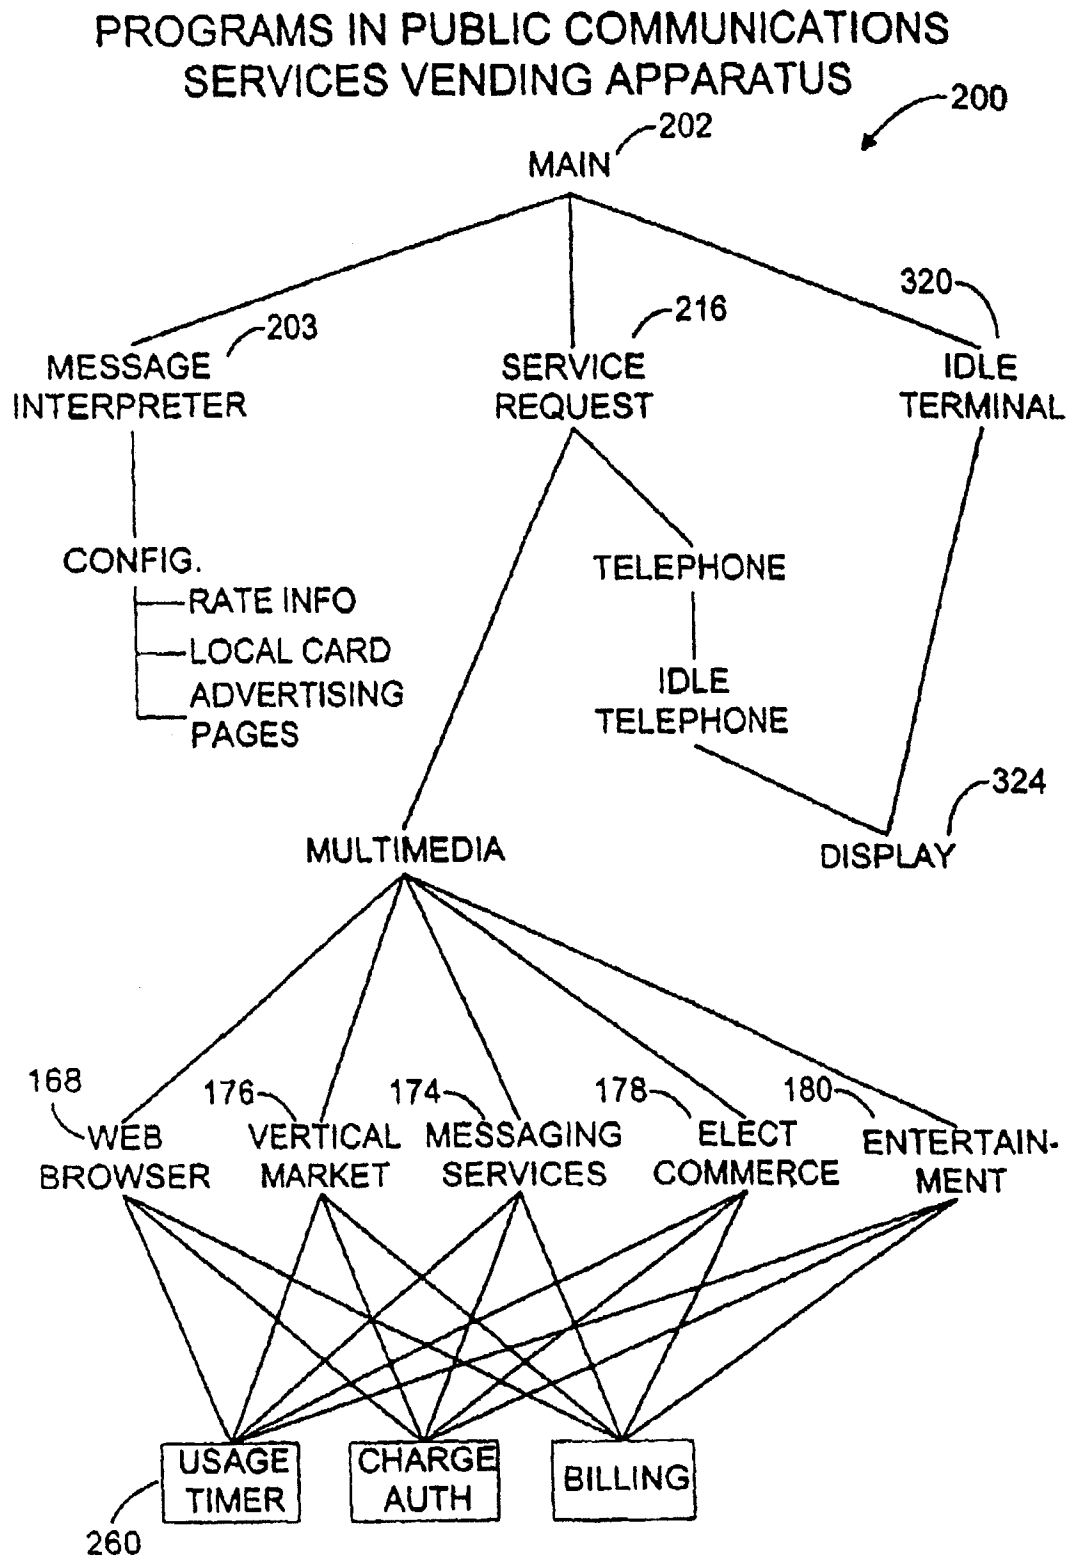 PROGRAMS IN PUBLIC COMMUNICATIONS
SERVICES VENDING APPARATUS
200
202
MAIN
320
203
216
MESSAGE
INTERPRETER
SERVICE
REQUEST
IDLE
TERMINAL
CONFIG.
RATE INFO
LOCAL CARD
ADVERTISING
PAGES
TELEPHONE
IDLE
TELEPHONE
324
MULTIMEDIA
DISPLAY
168
176
174
178
180
WEB
BROWSER
VERTICAL
MARKET
MESSAGING
SERVICES
ELECT
COMMERCE
ENTERTAIN-
MENT
USAGE
TIMER
CHARGE
AUTH
BILLING
260